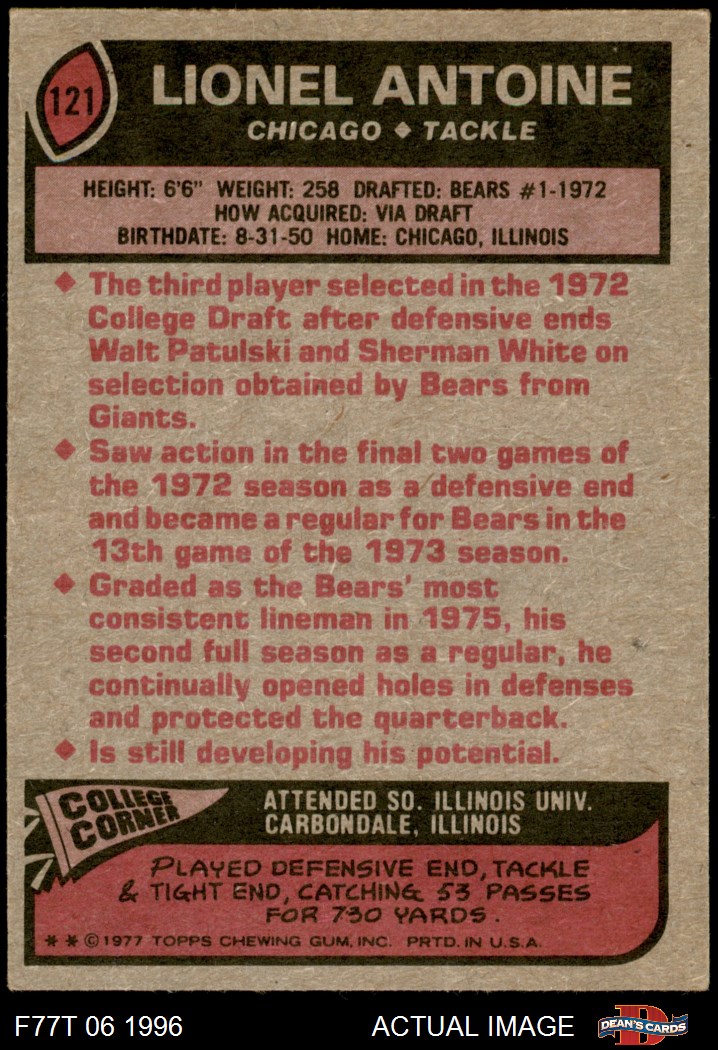 121
LIONEL ANTOINE
CHICAGO ◆ TACKLE
HEIGHT: 6'6" WEIGHT: 258 DRAFTED: BEARS #1-1972
HOW ACQUIRED: VIA DRAFT
BIRTHDATE: 8-31-50 HOME: CHICAGO, ILLINOIS
◆ The third player selected in the 1972
College Draft after defensive ends
Walt Patulski and Sherman White on
selection obtained by Bears from
Giants.
◆ Saw action in the final two games of
the 1972 season as a defensive end
and became a regular for Bears in the
13th game of the 1973 season.
◆ Graded as the Bears' most
consistent lineman in 1975, his
second full season as a regular, he
continually opened holes in defenses
and protected the quarterback.
◆ Is still developing his potential.
COLLEGE
CORNER
ATTENDED SO. ILLINOIS UNIV.
CARBONDALE, ILLINOIS
PLAYED DEFENSIVE END, TACKLE
& TIGHT END, CATCHING 53 PASSES
FOR 730 YARDS.
* * © 1977 TOPPS CHEWING GUM, INC. PRTD. IN U.S.A.
F77T 06 1996
ACTUAL IMAGE
D
DEAN'S CARDS